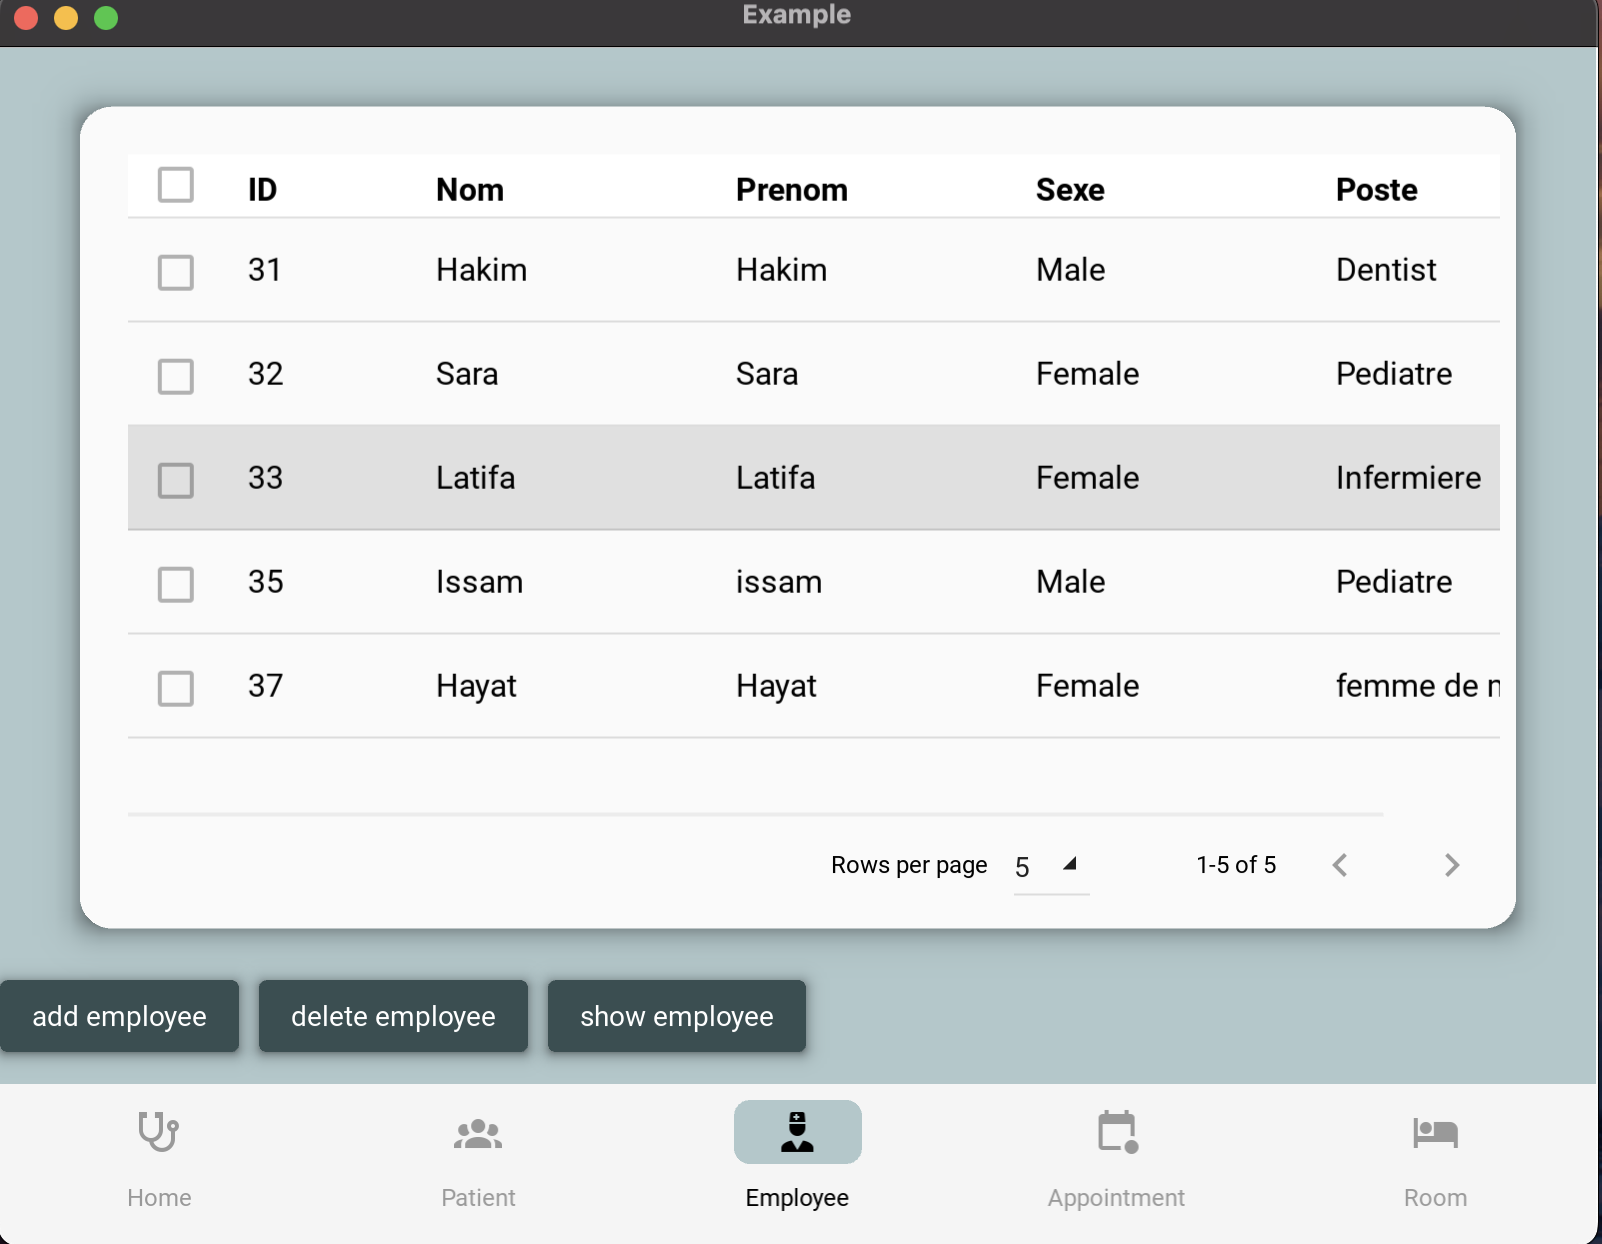 Example
ID Nom Prenom Sexe Poste
31 Hakim Hakim Male Dentist
32 Sara Sara Female Pediatre
33 Latifa Latifa Female Infermiere
35 Issam issam Male Pediatre
37 Hayat Hayat Female femme de
Rows per page 5 1-5 of 5
add employee delete employee show employee
Home Patient Employee Appointment Room